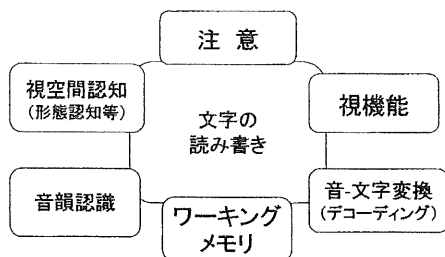 注 意
視空間認知
(形態認知等)
文字の
読み書き
視機能
音韻認識
ワーキング
メモリ
音-文字変換
(デコーディング)